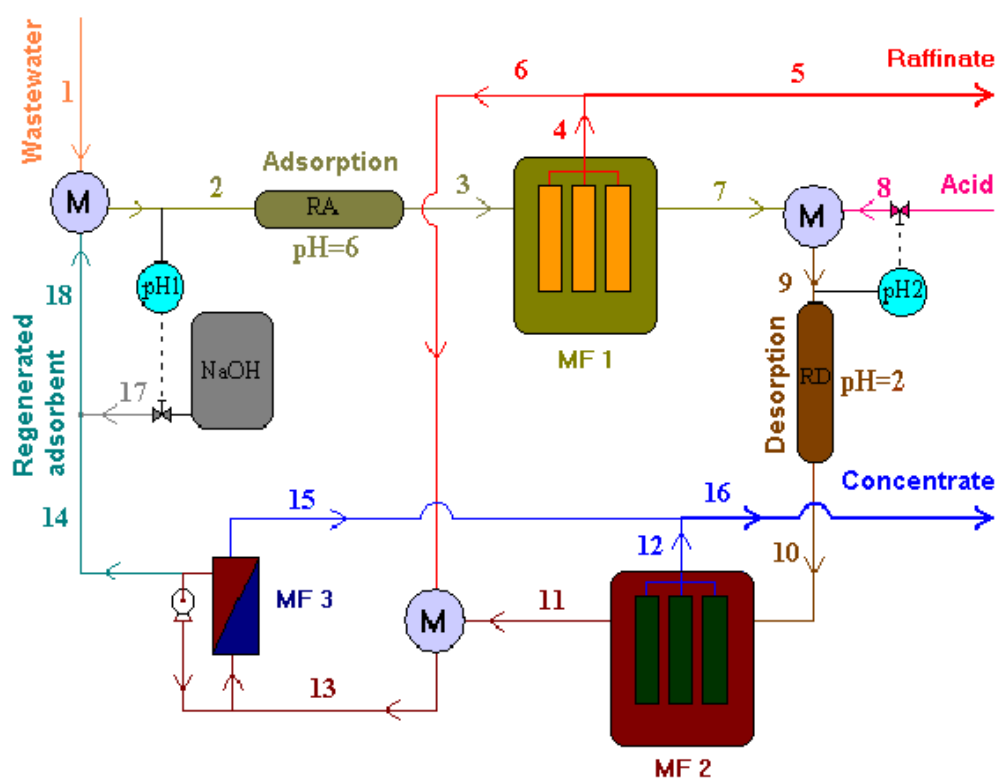 6
5
Raffinate
1
Wastewater
4
Adsorption
M
2
RA
3
7
M
8
Acid
pH=6
18
pH1
9
pH2
MF 1
NaOH
Desorption
RD
pH=2
17
Regenerated
adsorbent
14
15
16
Concentrate
12
10
MF 3
11
M
13
MF 2